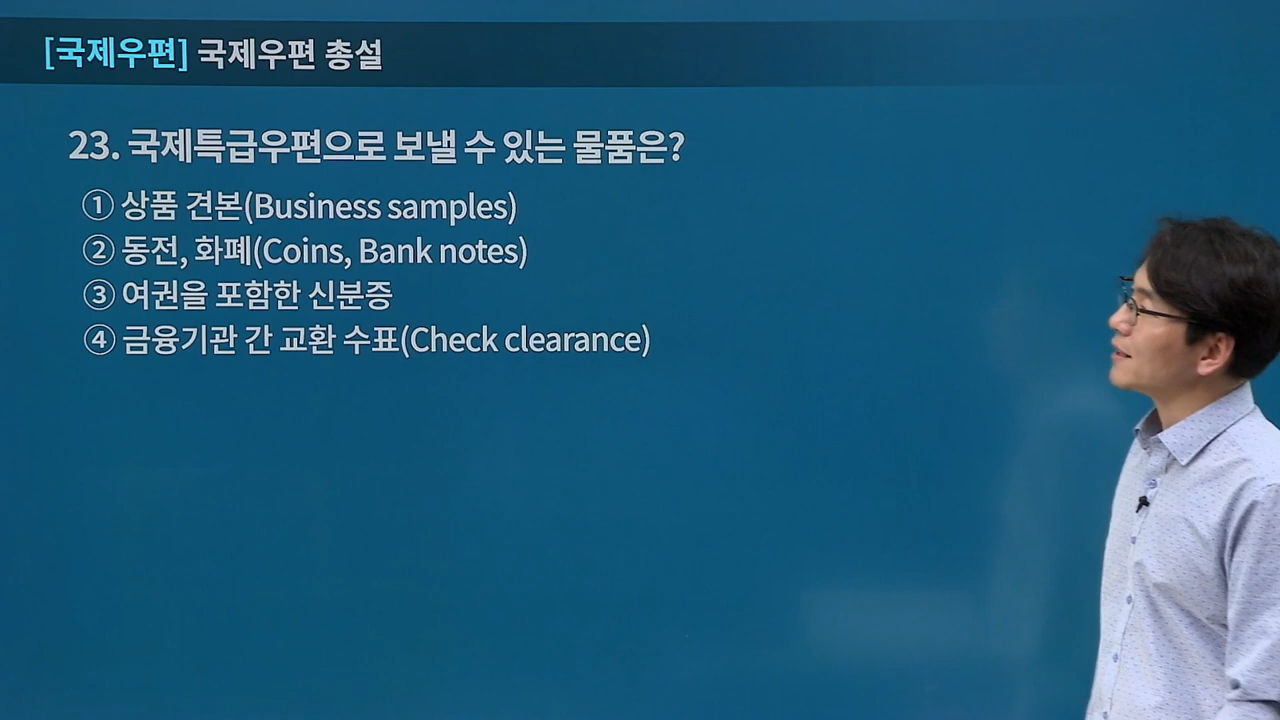 [국제우편] 국제우편 총설
23. 국제특급우편으로 보낼 수 있는 물품은?
① 상품 견본(Business samples)
② 동전, 화폐(Coins, Bank notes)
③ 여권을 포함한 신분증
④ 금융기관 간 교환 수표(Check clearance)